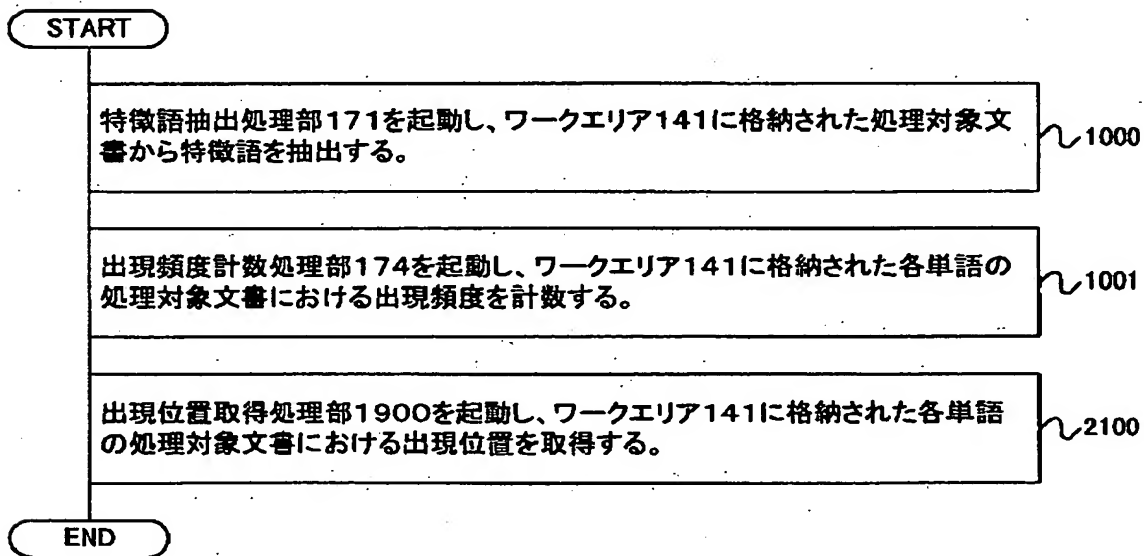 START
特徴語抽出処理部171を起動し、ワークエリア141に格納された処理対象文
書から特徴語を抽出する。
1000
出現頻度計数処理部174を起動し、ワークエリア141に格納された各単語の
処理対象文書における出現頻度を計数する。
1001
出現位置取得処理部1900を起動し、ワークエリア141に格納された各単語
の処理対象文書における出現位置を取得する。
2100
END